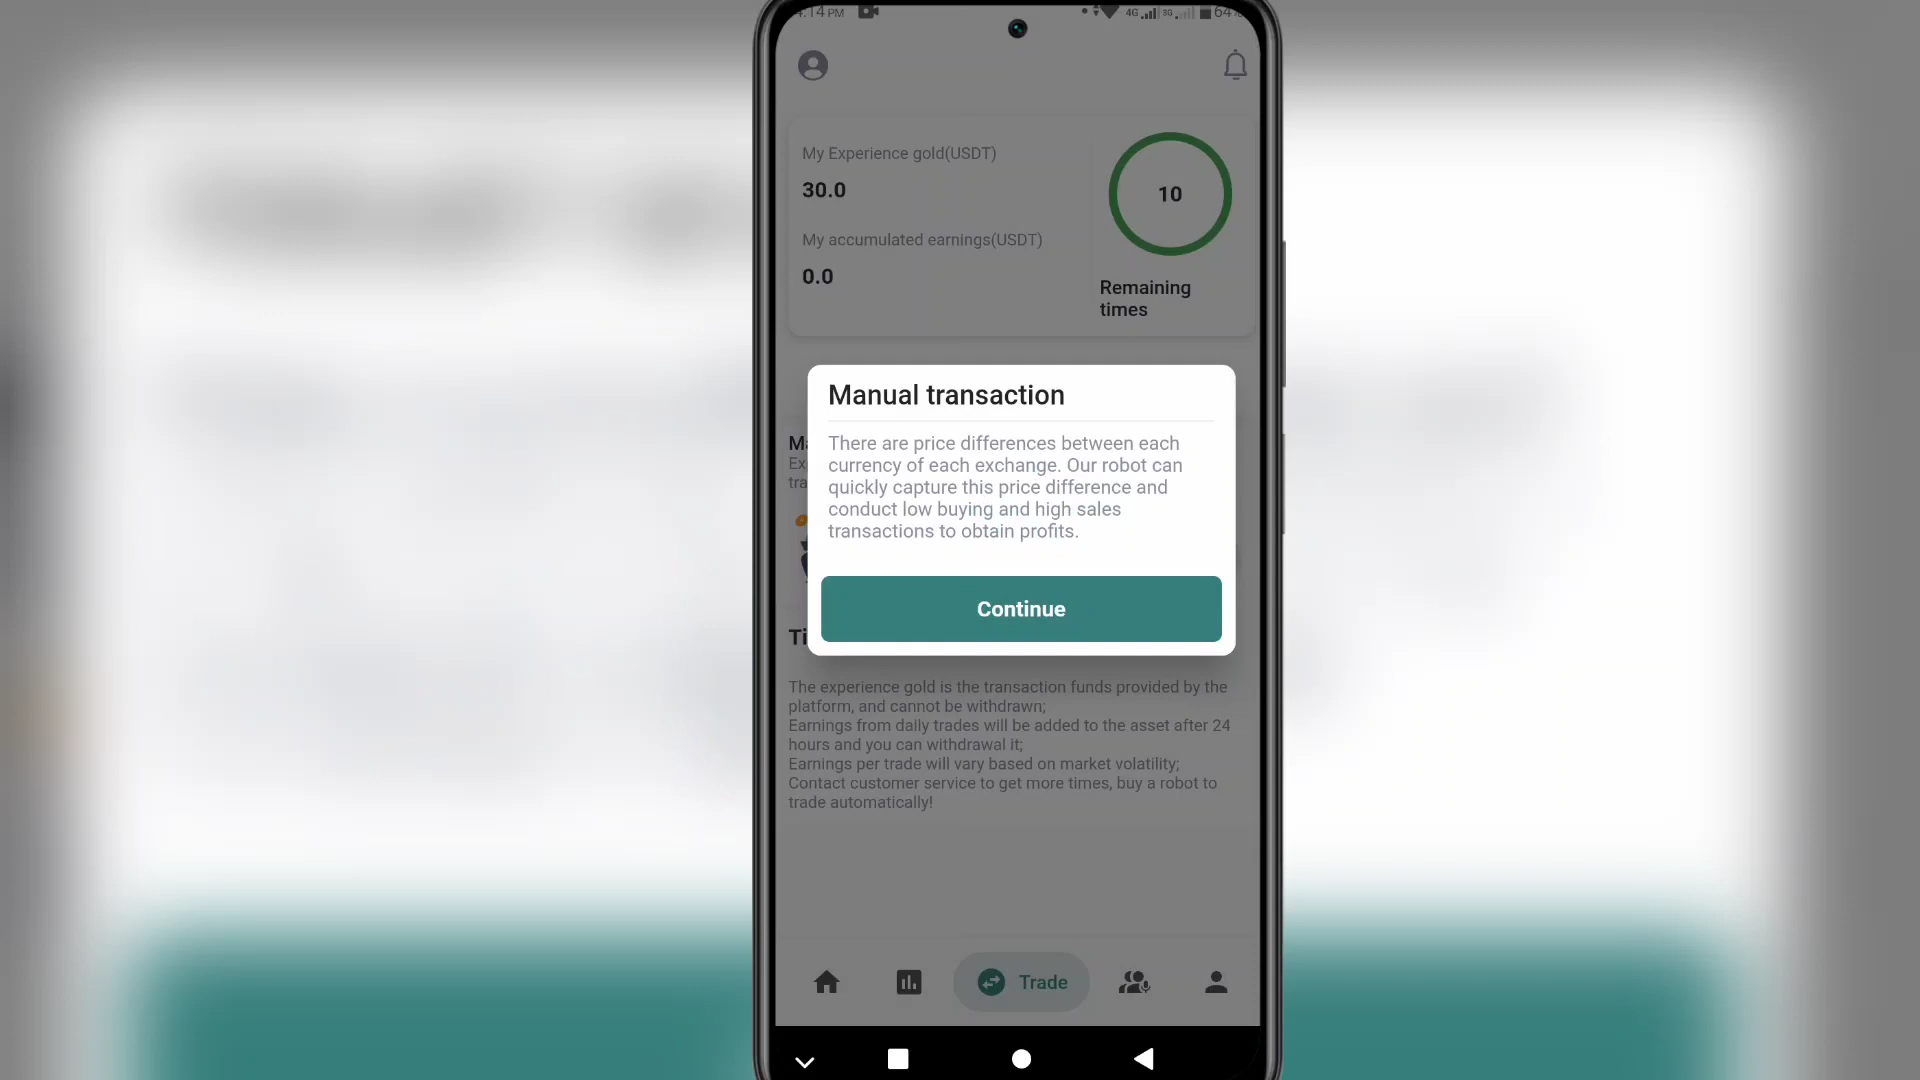 4:14 PM
4G
3G
64%
My Experience gold(USDT)
30.0
My accumulated earnings(USDT)
0.0
10
Remaining
times
Manual transaction
There are price differences between each
currency of each exchange. Our robot can
quickly capture this price difference and
conduct low buying and high sales
transactions to obtain profits.
Continue
The experience gold is the transaction funds provided by the
platform, and cannot be withdrawn;
Earnings from daily trades will be added to the asset after 24
hours and you can withdrawal it;
Earnings per trade will vary based on market volatility;
Contact customer service to get more times, buy a robot to
trade automatically!
Trade